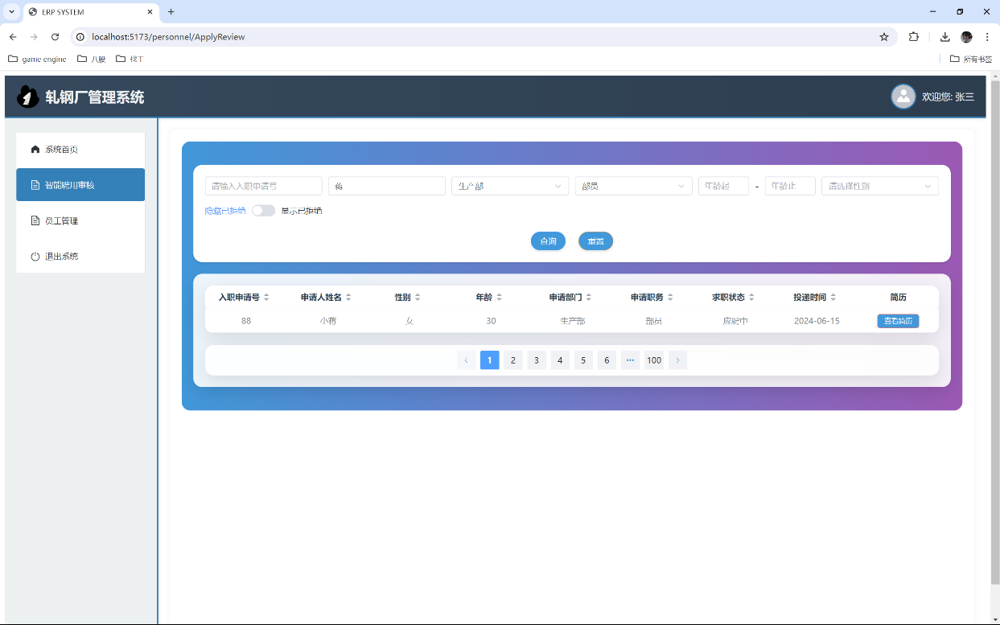 ERP SYSTEM
localhost:5173/personnel/ApplyReview
game engine 八股 找工 所有书签
轧钢厂管理系统 欢迎您: 张三
系统首页
智能聘用审核
员工管理
退出系统
请输入入职申请号 蒋 生产部 部员 年龄起 - 年龄止 请选择性别
隐藏已拒绝 显示已拒绝
查询 重置
入职申请号 申请人姓名 性别 年龄 申请部门 申请职务 求职状态 投递时间 简历
88 小蒋 女 30 生产部 部员 应聘中 2024-06-15 查看简历
1 2 3 4 5 6 ••• 100